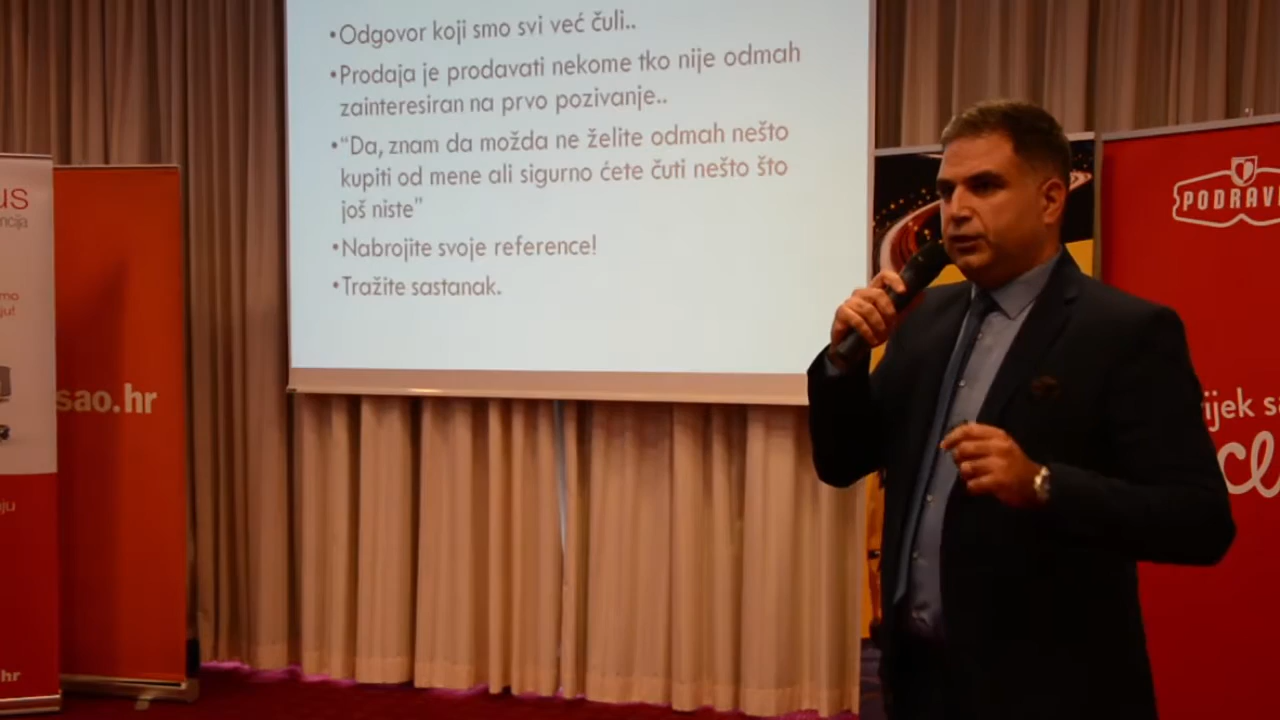 •Odgovor koji smo svi već čuli..
•Prodaja je prodavati nekome tko nije odmah
zainteresiran na prvo pozivanje..
•“Da, znam da možda ne želite odmah nešto
kupiti od mene ali sigurno ćete čuti nešto što
još niste”
•Nabrojite svoje reference!
•Tražite sastanak.
sao.hr
PODRAV